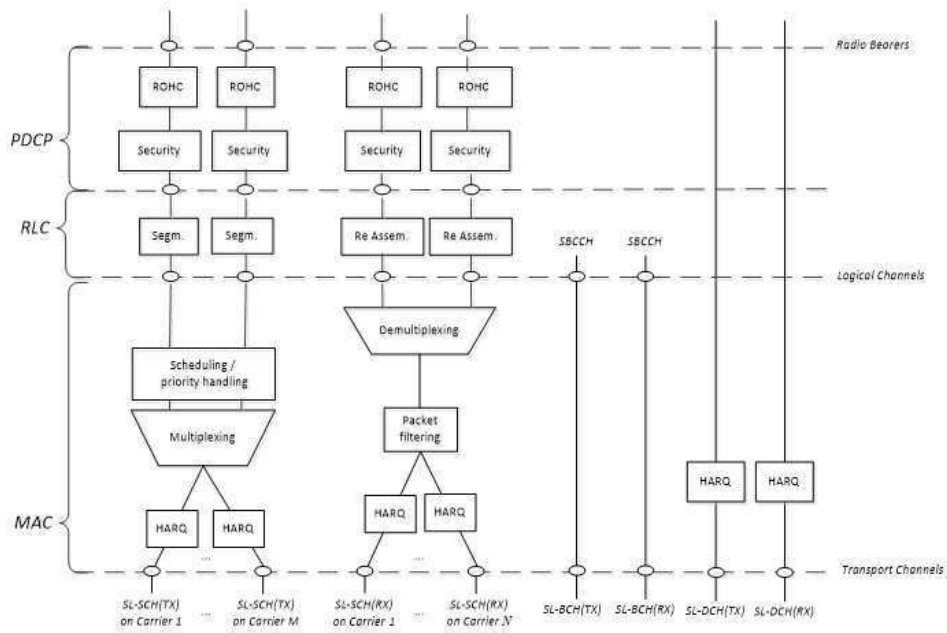 Radio Bearers
ROHC ROHC ROHC ROHC
PDCP
Security Security Security Security
RLC
Segm. Segm. Re Assem. Re Assem.
SBCCH SBCCH
Logical Channels
Demultiplexing
Scheduling /
priority handling
Packet
filtering
Multiplexing
HARQ HARQ
HARQ HARQ
MAC
HARQ HARQ
... ...
Transport Channels
SL-SCH(TX) ... SL-SCH(TX) SL-SCH(RX) ... SL-SCH(RX) SL-BCH(TX) SL-BCH(RX) SL-DCH(TX) SL-DCH(RX)
on Carrier 1 on Carrier M on Carrier 1 on Carrier N